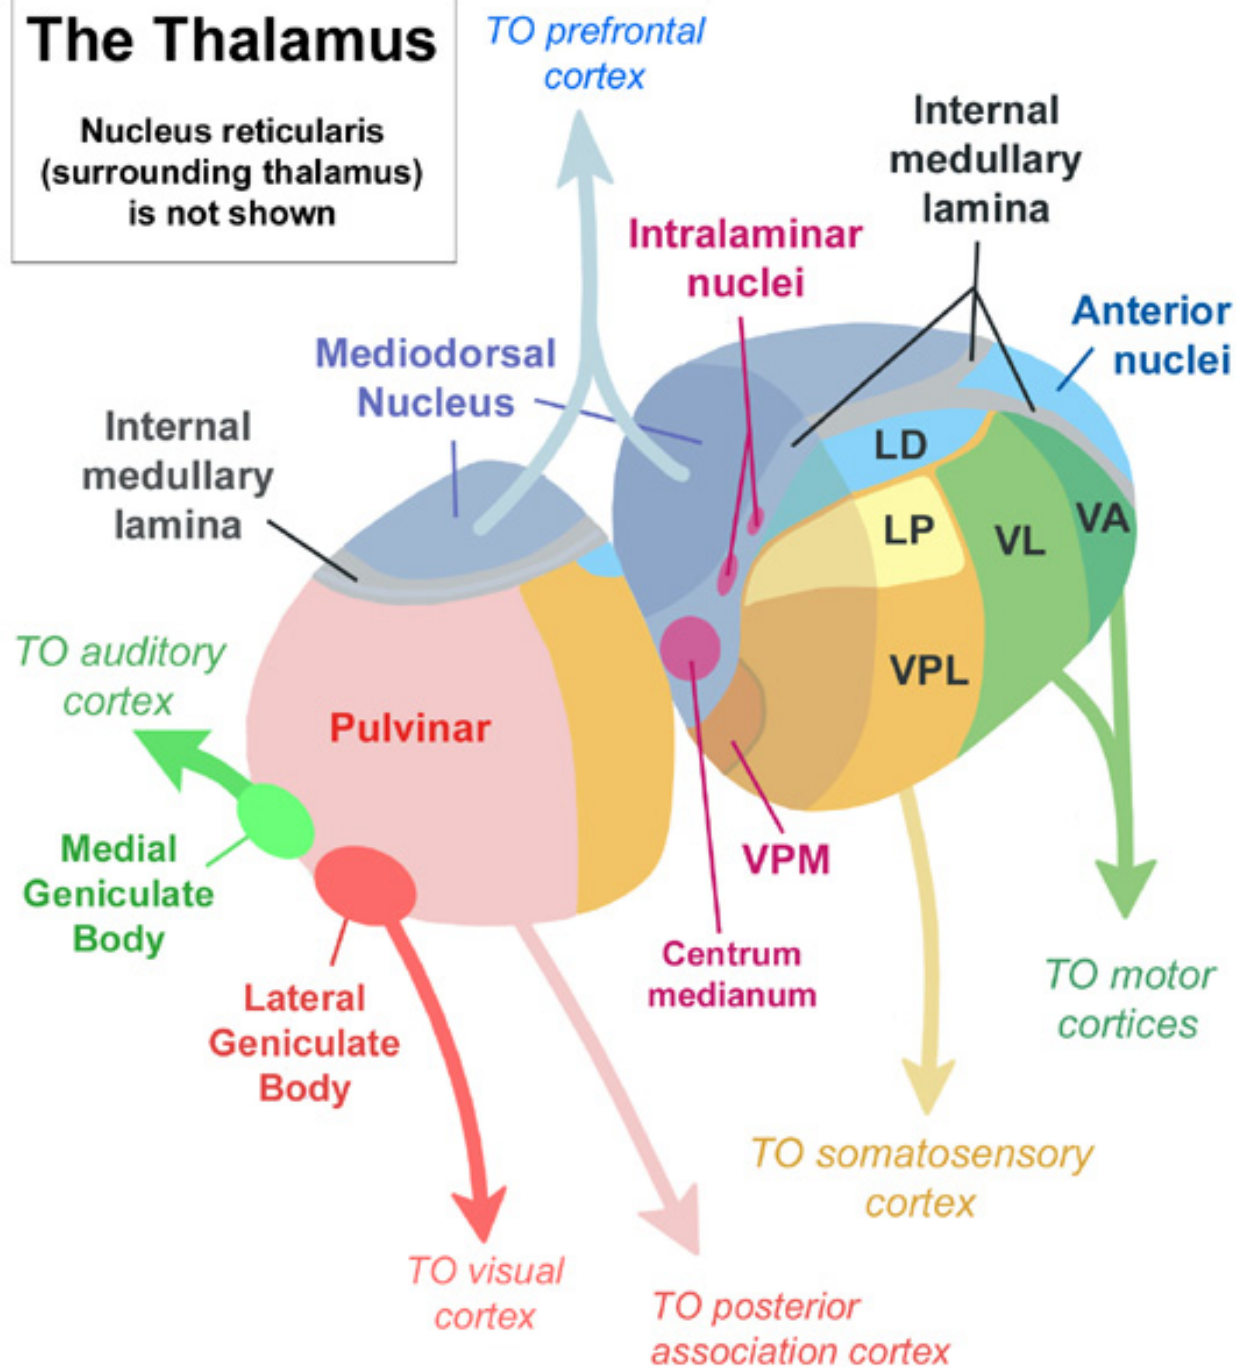 The Thalamus
Nucleus reticularis
(surrounding thalamus)
is not shown
TO prefrontal
cortex
Internal
medullary
lamina
Intralaminar
nuclei
Anterior
nuclei
Mediodorsal
Nucleus
Internal
medullary
lamina
LD
LP
VL
VA
VPL
TO auditory
cortex
Pulvinar
Medial
Geniculate
Body
VPM
Centrum
medianum
Lateral
Geniculate
Body
TO motor
cortices
TO somatosensory
cortex
TO visual
cortex
TO posterior
association cortex